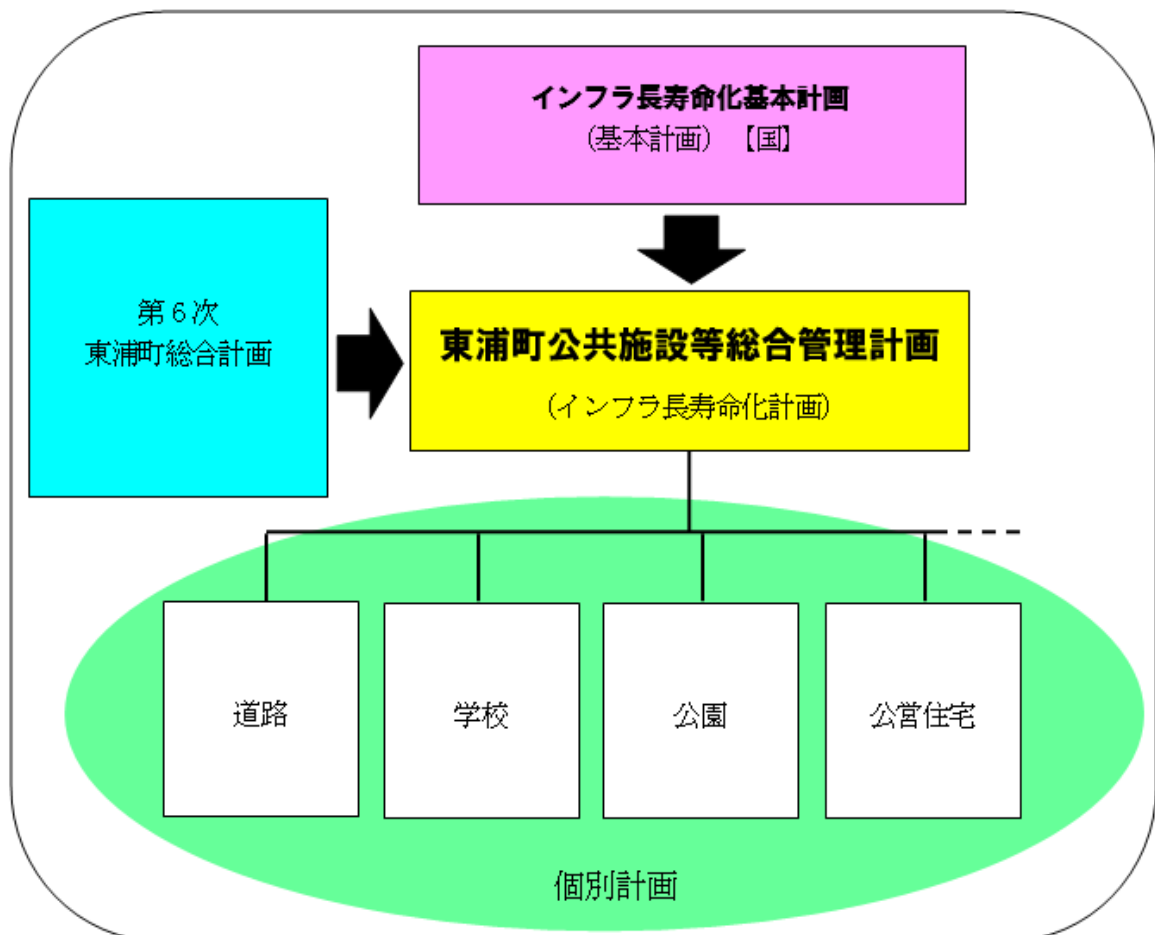 インフラ長寿命化基本計画
(基本計画) 【国】
第6次
東浦町総合計画
東浦町公共施設等総合管理計画
(インフラ長寿命化計画)
道路
学校
公園
公営住宅
個別計画